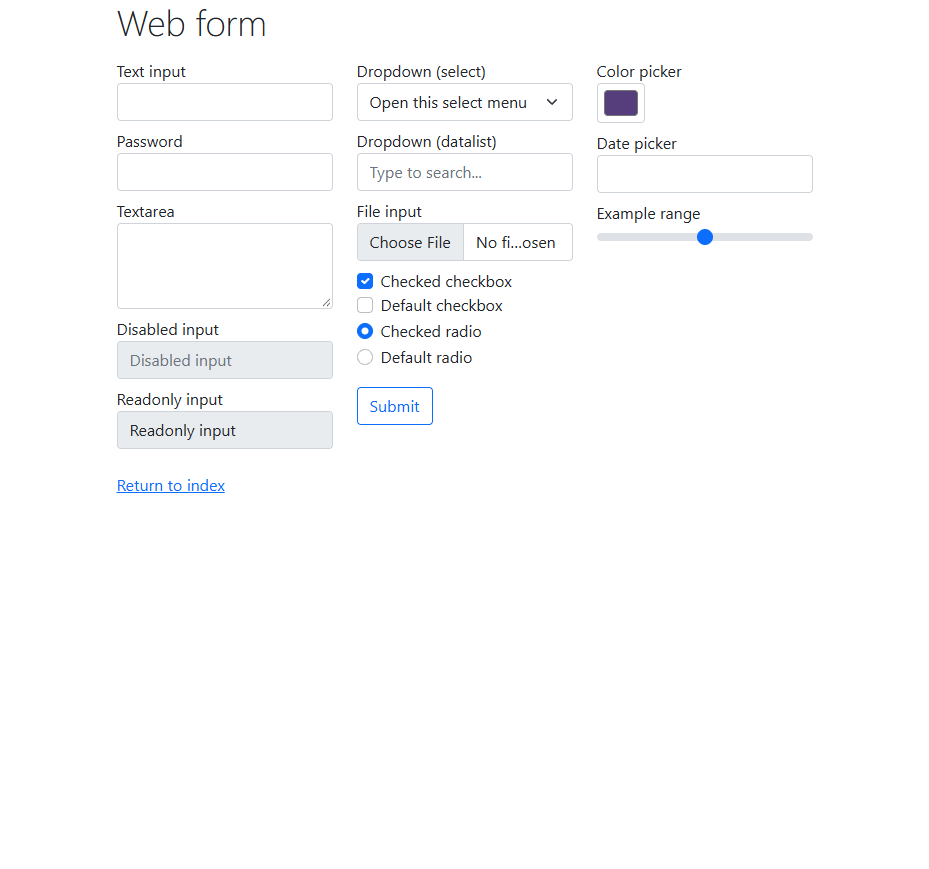 Web form
Text input
Password
Textarea
Disabled input
Disabled input
Readonly input
Readonly input
Return to index
Dropdown (select)
Open this select menu
Dropdown (datalist)
Type to search...
File input
Choose File No fi...osen
Checked checkbox
Default checkbox
Checked radio
Default radio
Submit
Color picker
Date picker
Example range